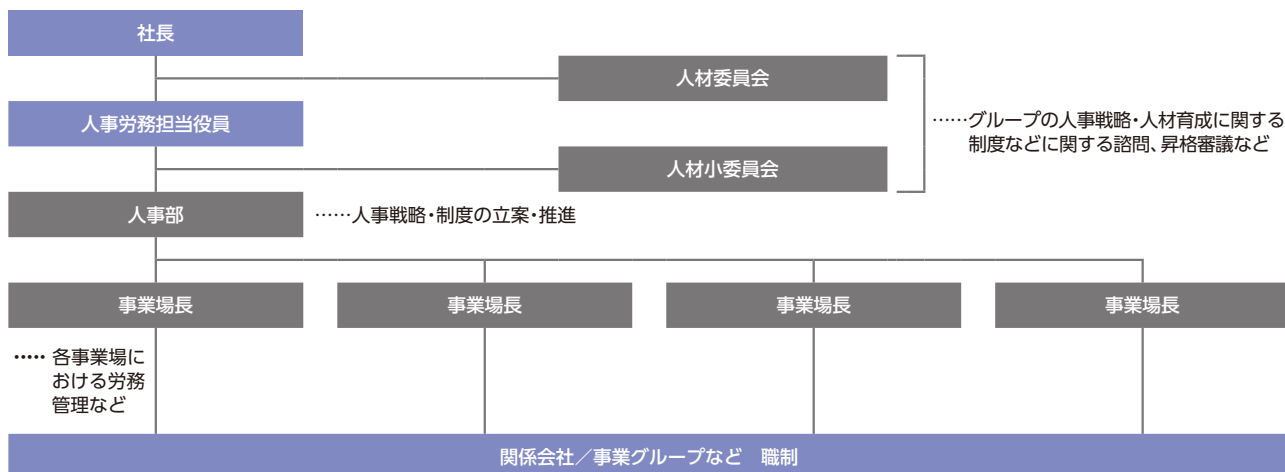 社長
人材委員会
人事労務担当役員
……グループの人事戦略・人材育成に関する
制度などに関する諮問、昇格審議など
人材小委員会
人事部
……人事戦略・制度の立案・推進
事業場長
事業場長
事業場長
事業場長
…… 各事業場に
おける労務
管理など
関係会社／事業グループなど　職制